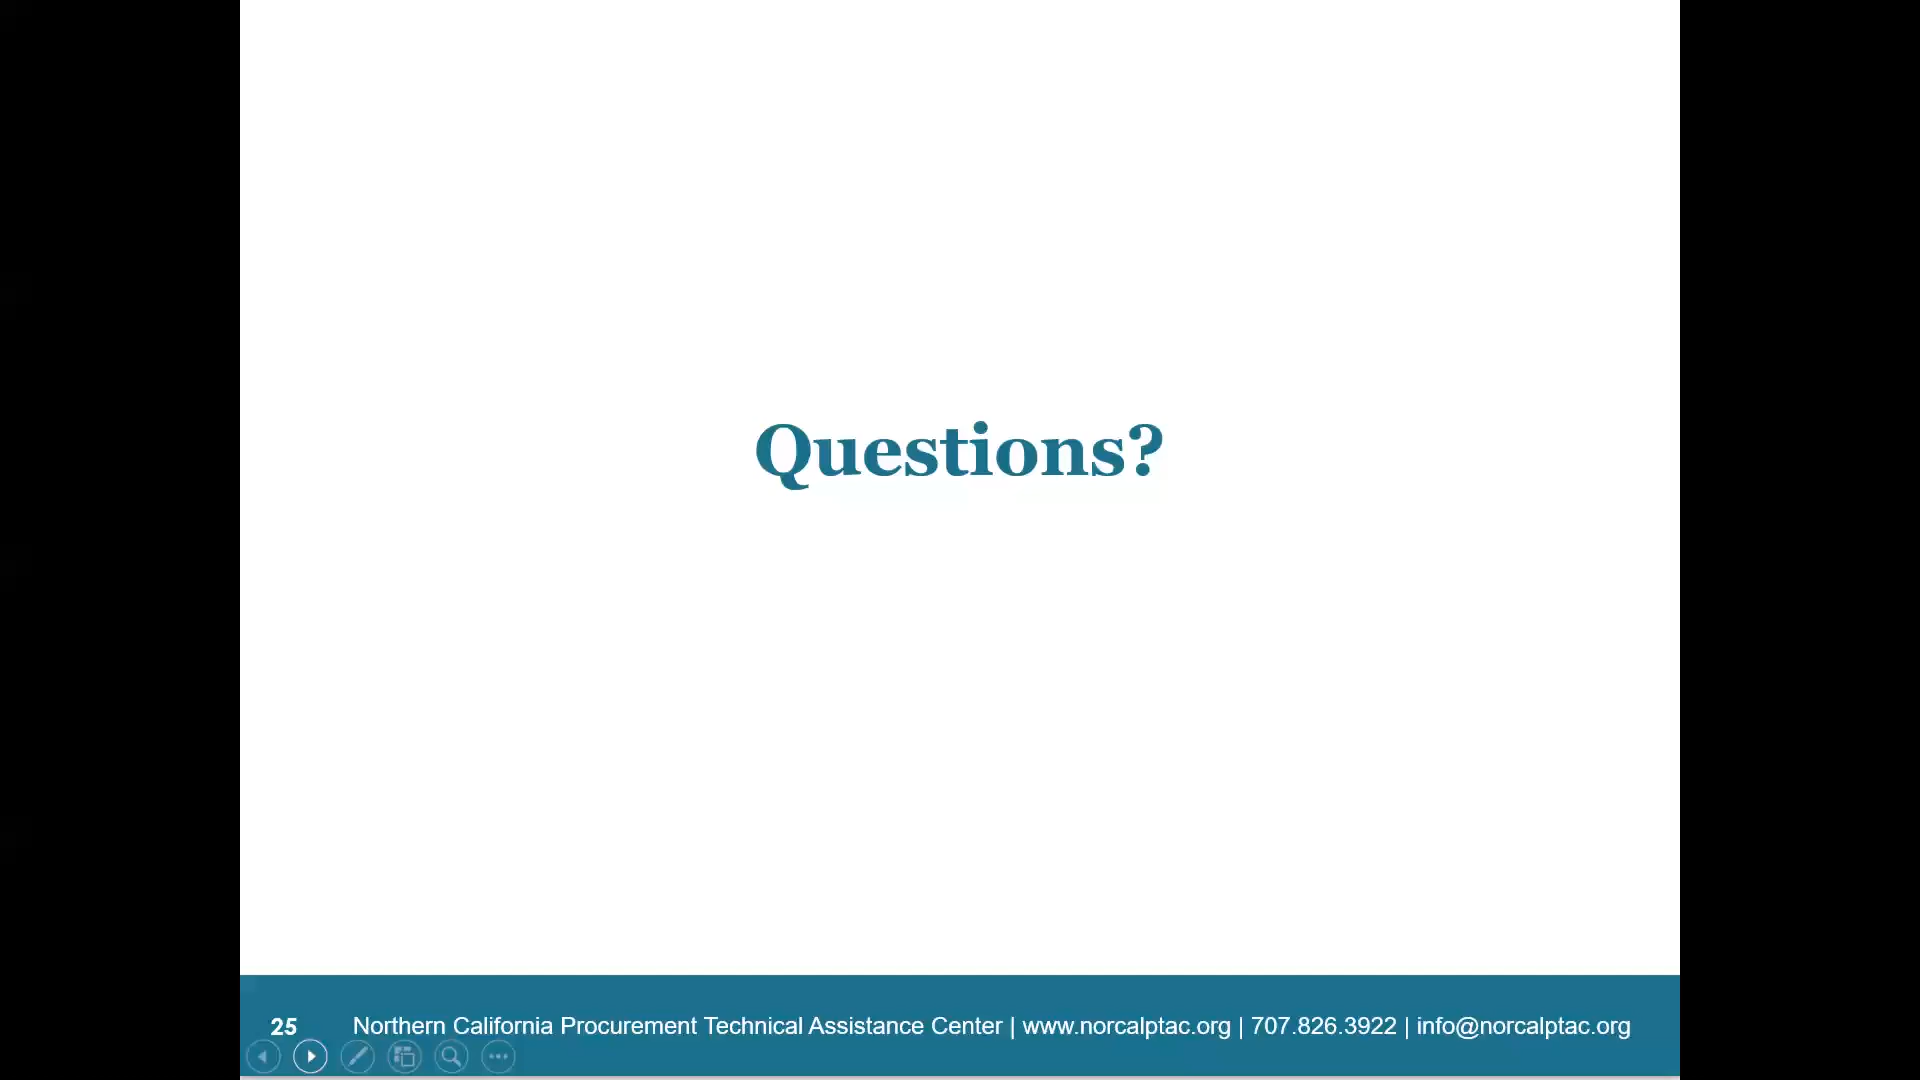 Questions?
25 Northern California Procurement Technical Assistance Center | www.norcalptac.org | 707.826.3922 | info@norcalptac.org